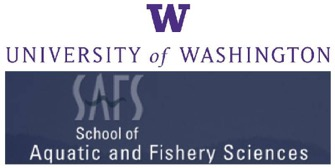 W
UNIVERSITY of WASHINGTON
SAFS
School of
Aquatic and Fishery Sciences